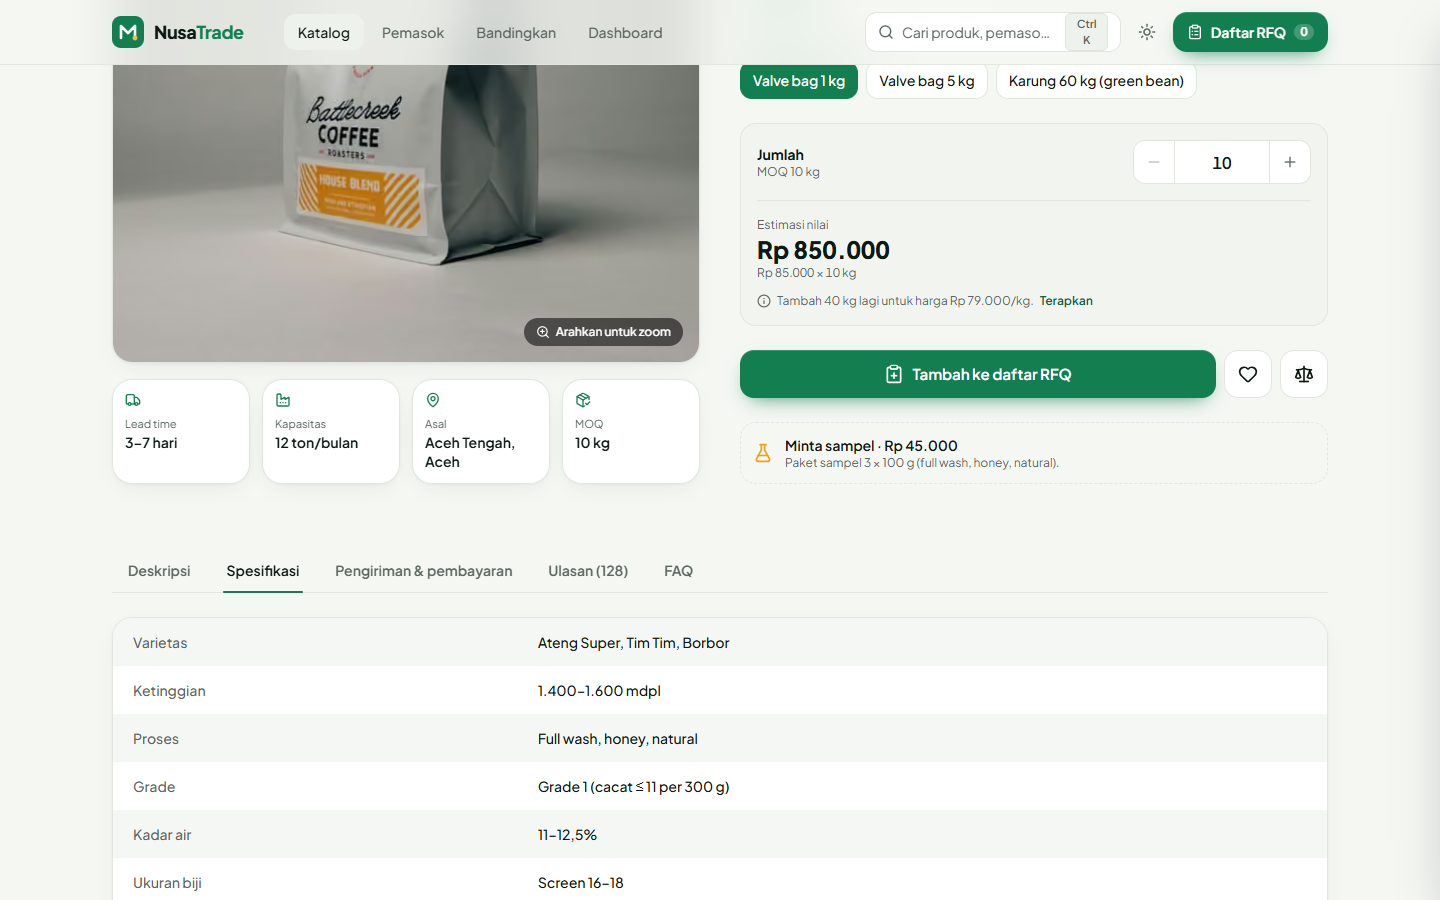 NusaTrade
Katalog
Pemasok
Bandingkan
Dashboard
Cari produk, pemaso...
Ctrl
K
Daftar RFQ 0
Battlecreek
COFFEE
ROASTERS
HOUSE BLEND
Arahkan untuk zoom
Lead time
3–7 hari
Kapasitas
12 ton/bulan
Asal
Aceh Tengah,
Aceh
MOQ
10 kg
Valve bag 1 kg
Valve bag 5 kg
Karung 60 kg (green bean)
Jumlah
MOQ 10 kg
− 10 +
Estimasi nilai
Rp 850.000
Rp 85.000 × 10 kg
Tambah 40 kg lagi untuk harga Rp 79.000/kg. Terapkan
Tambah ke daftar RFQ
Minta sampel · Rp 45.000
Paket sampel 3 × 100 g (full wash, honey, natural).
Deskripsi
Spesifikasi
Pengiriman & pembayaran
Ulasan (128)
FAQ
Varietas Ateng Super, Tim Tim, Borbor
Ketinggian 1.400–1.600 mdpl
Proses Full wash, honey, natural
Grade Grade 1 (cacat ≤ 11 per 300 g)
Kadar air 11–12,5%
Ukuran biji Screen 16–18